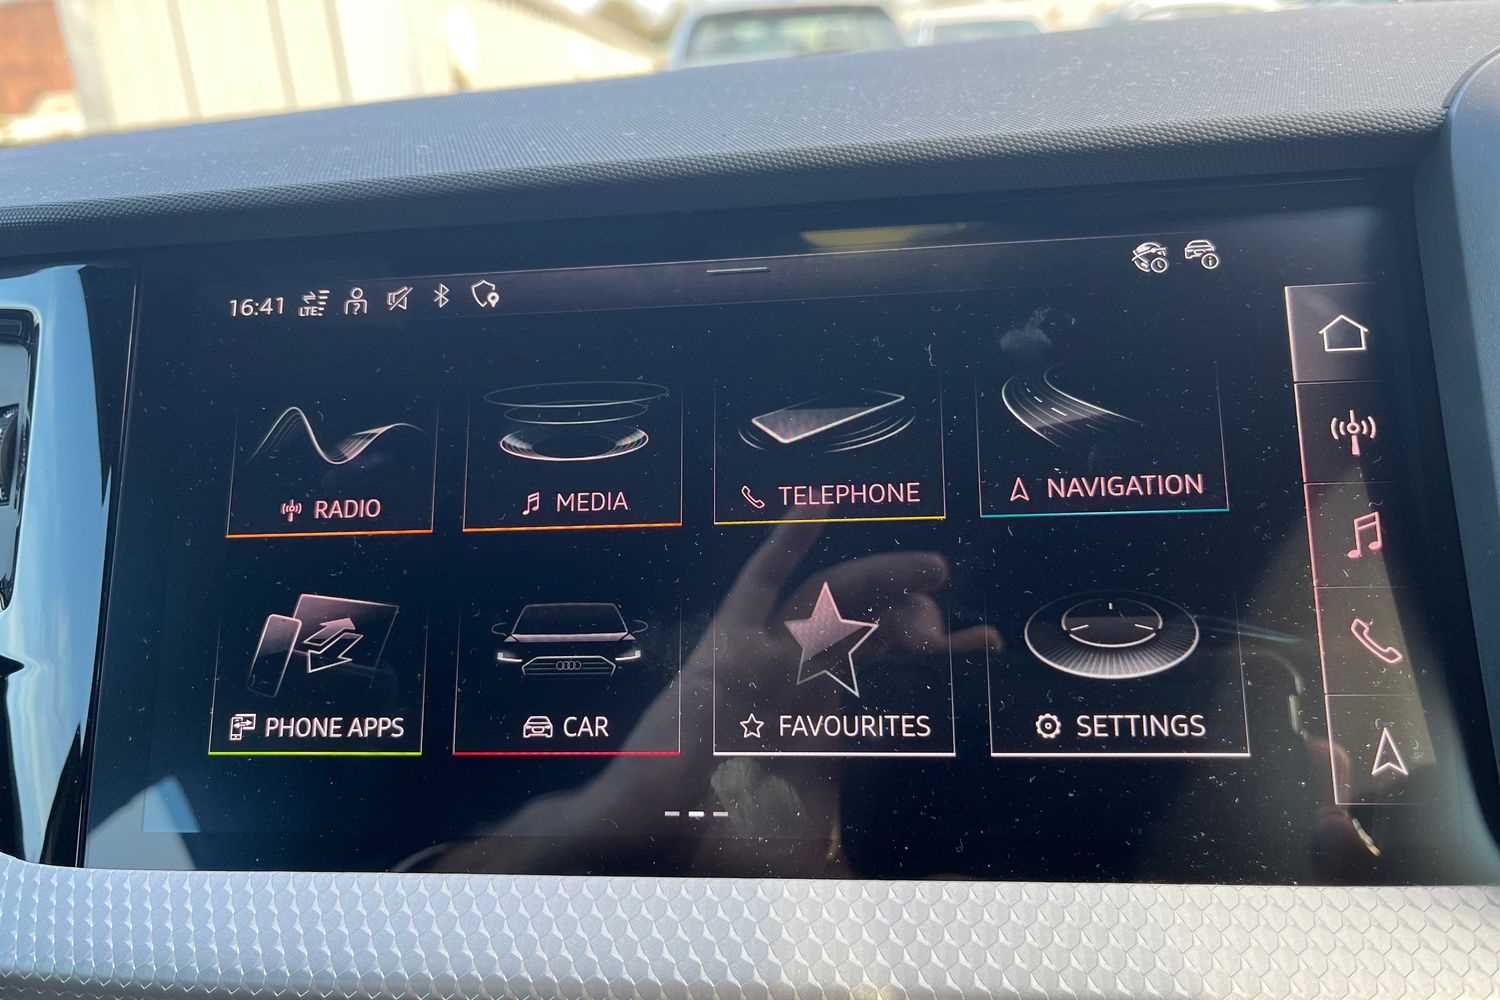 16:41
LTE
RADIO
MEDIA
TELEPHONE
NAVIGATION
PHONE APPS
CAR
FAVOURITES
SETTINGS